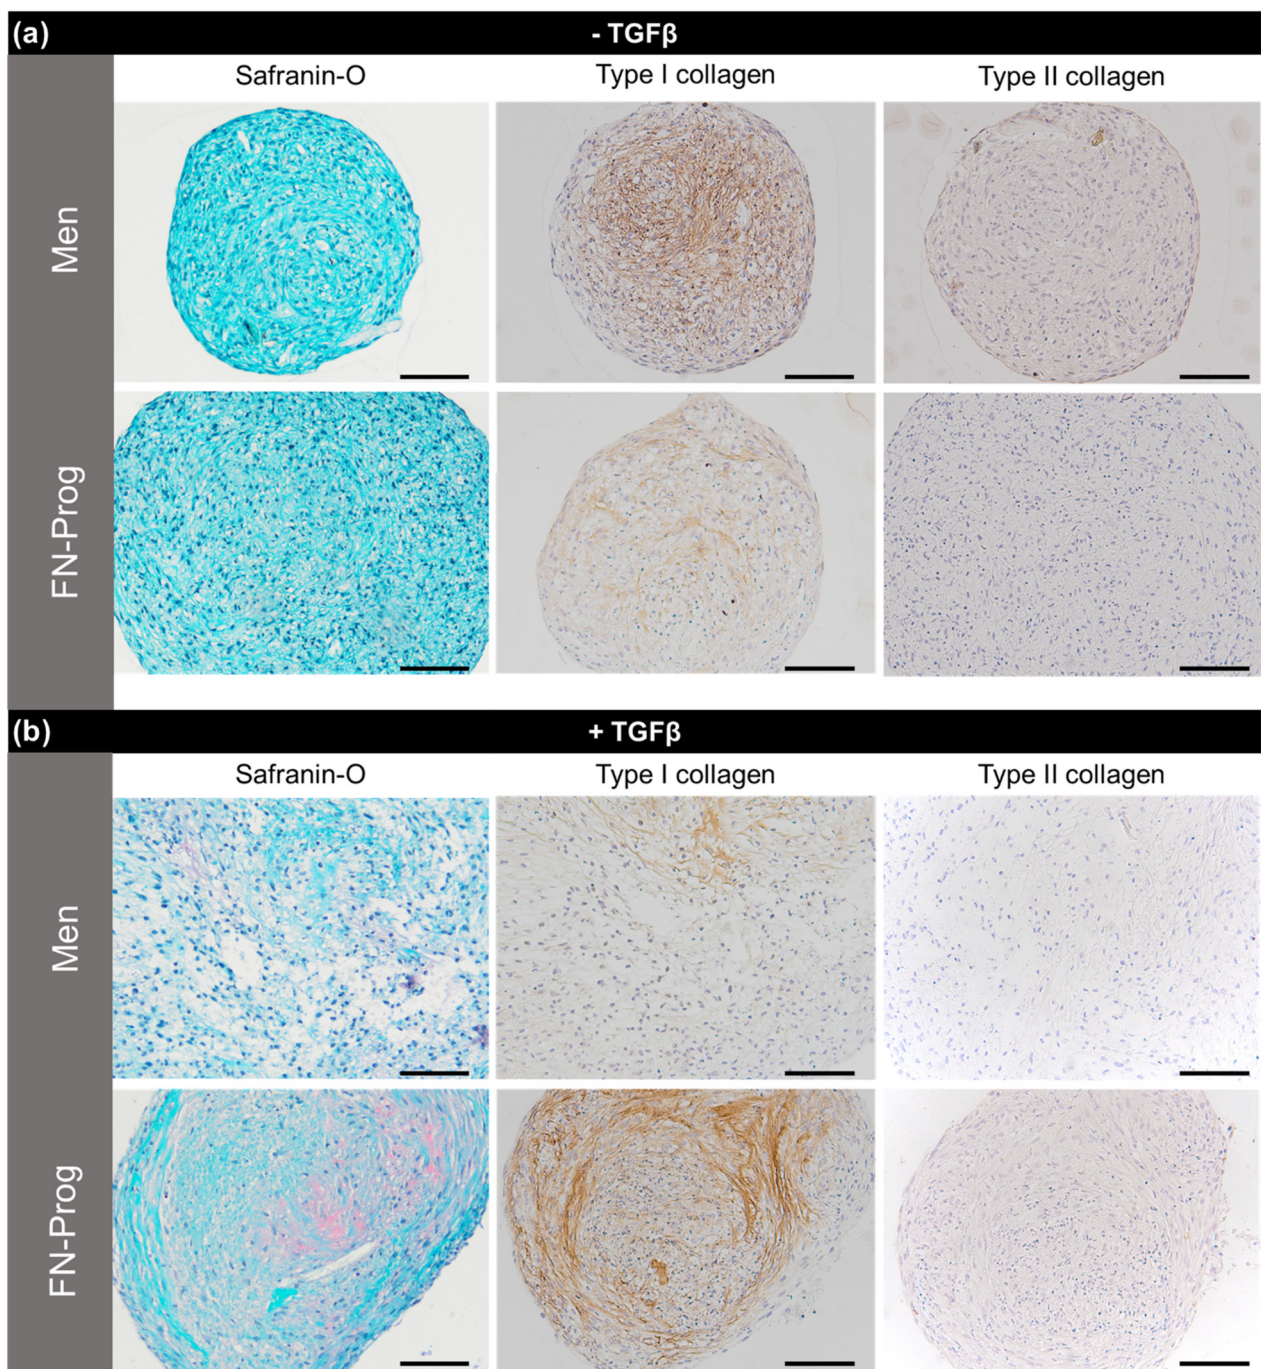 (a) - TGFβ
Safranin-O Type I collagen Type II collagen
Men
FN-Prog
(b) + TGFβ
Safranin-O Type I collagen Type II collagen
Men
FN-Prog